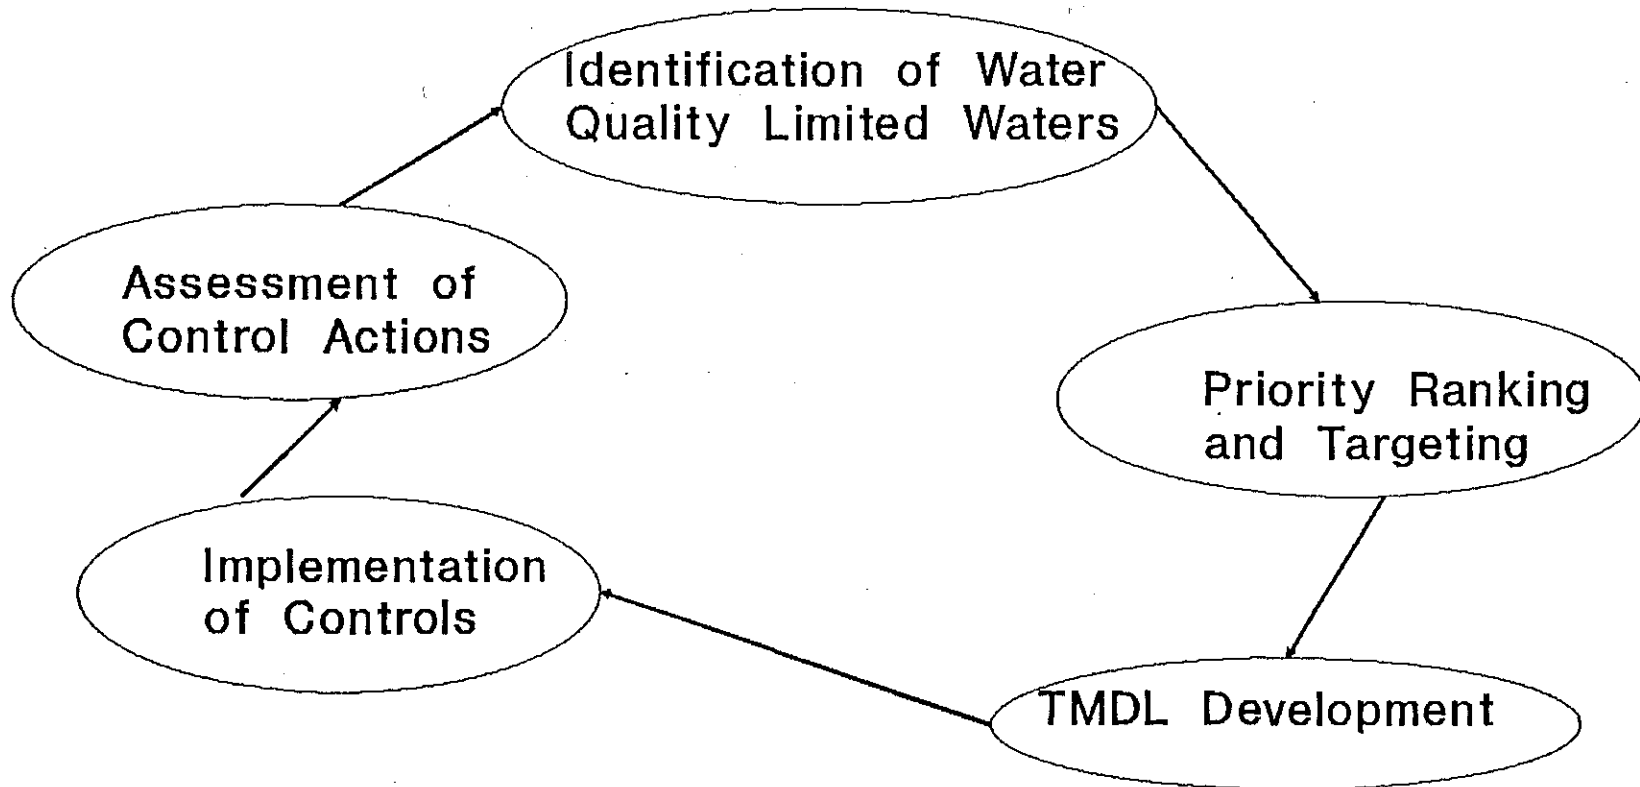 Identification of Water
Quality Limited Waters
Assessment of
Control Actions
Priority Ranking
and Targeting
Implementation
of Controls
TMDL Development